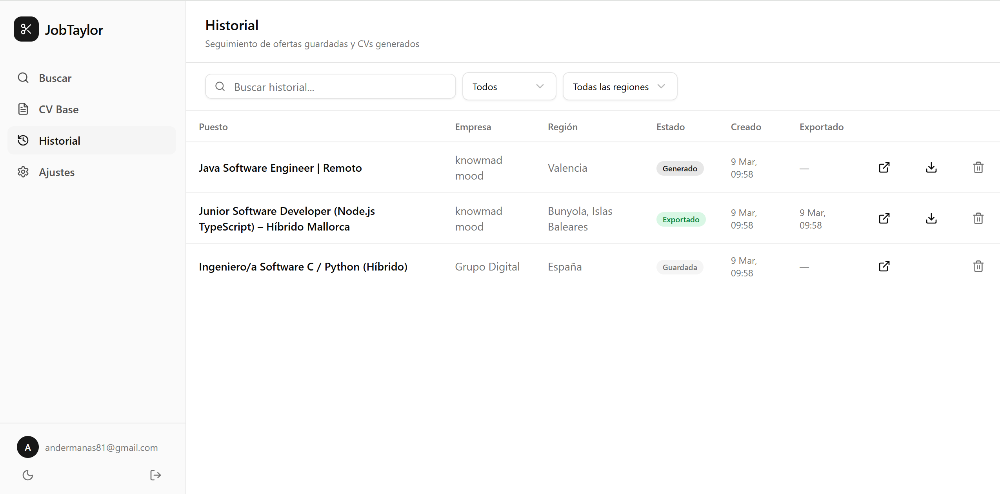 JobTaylor
Buscar
CV Base
Historial
Ajustes
andermanas81@gmail.com
A
Historial
Seguimiento de ofertas guardadas y CVs generados
Buscar historial...
Todos
Todas las regiones
Puesto Empresa Región Estado Creado Exportado
Java Software Engineer | Remoto
knowmad
mood
Valencia
Generado
9 Mar,
09:58
—
Junior Software Developer (Node.js
TypeScript) – Híbrido Mallorca
knowmad
mood
Bunyola, Islas
Baleares
Exportado
9 Mar,
09:58
9 Mar,
09:58
Ingeniero/a Software C / Python (Híbrido)
Grupo Digital
España
Guardada
9 Mar,
09:58
—